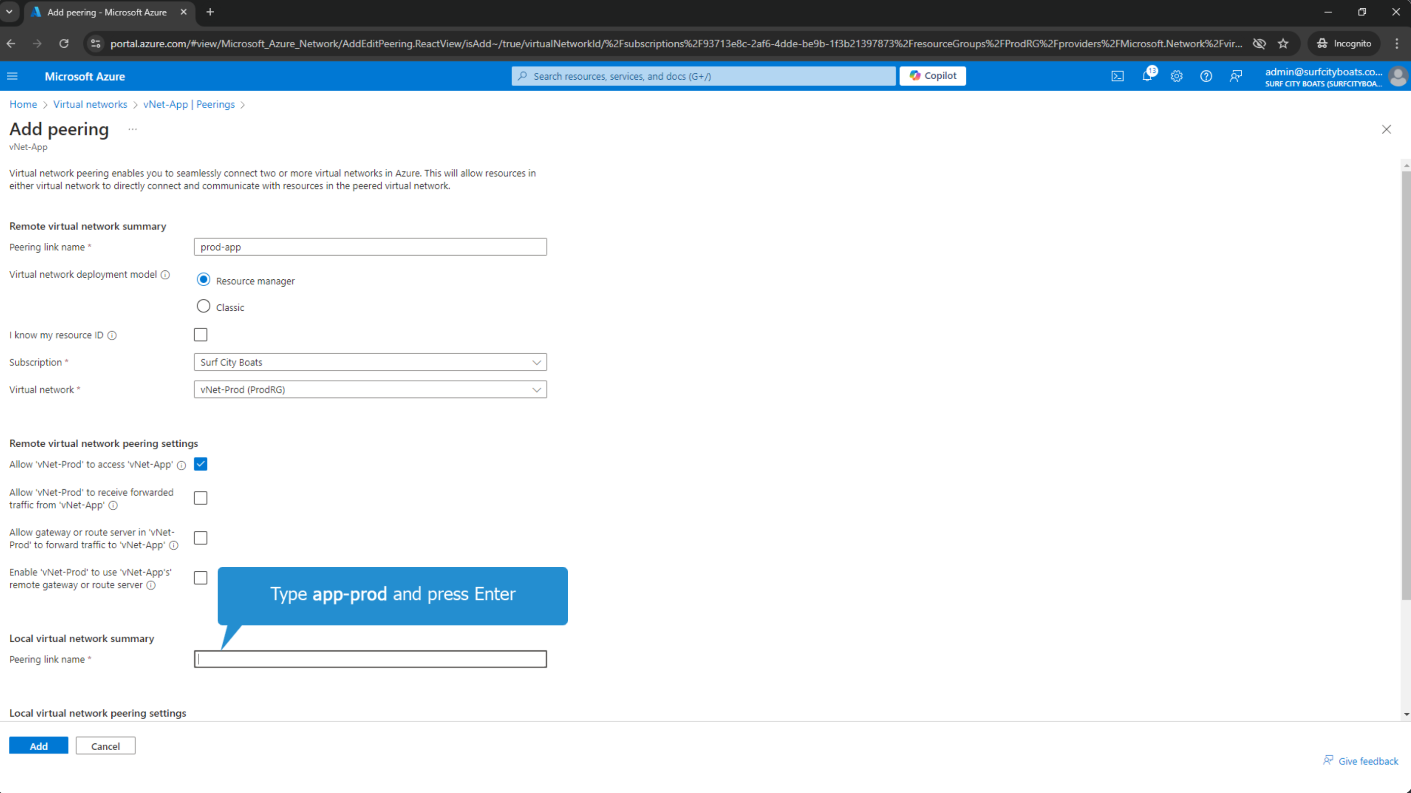 Add peering - Microsoft Azure
portal.azure.com/#view/Microsoft_Azure_Network/AddEditPeering.ReactView/isAdd~/true/virtualNetworkId/%2Fsubscriptions%2F93713e8c-2af6-4dde-be9b-1f3b21397873%2FresourceGroups%2FProdRG%2Fproviders%2FMicrosoft.Network%2Fvir...
Incognito
Microsoft Azure
Search resources, services, and docs (G+/)
Copilot
13
admin@surfcityboats.co...
SURF CITY BOATS (SURFCITYBOA...
Home > Virtual networks > vNet-App | Peerings >
Add peering ...
vNet-App
Virtual network peering enables you to seamlessly connect two or more virtual networks in Azure. This will allow resources in
either virtual network to directly connect and communicate with resources in the peered virtual network.
Remote virtual network summary
Peering link name *
prod-app
Virtual network deployment model
Resource manager
Classic
I know my resource ID
Subscription *
Surf City Boats
Virtual network *
vNet-Prod (ProdRG)
Remote virtual network peering settings
Allow 'vNet-Prod' to access 'vNet-App'
Allow 'vNet-Prod' to receive forwarded
traffic from 'vNet-App'
Allow gateway or route server in 'vNet-
Prod' to forward traffic to 'vNet-App'
Enable 'vNet-Prod' to use 'vNet-App's'
remote gateway or route server
Type app-prod and press Enter
Local virtual network summary
Peering link name *
Local virtual network peering settings
Add
Cancel
Give feedback